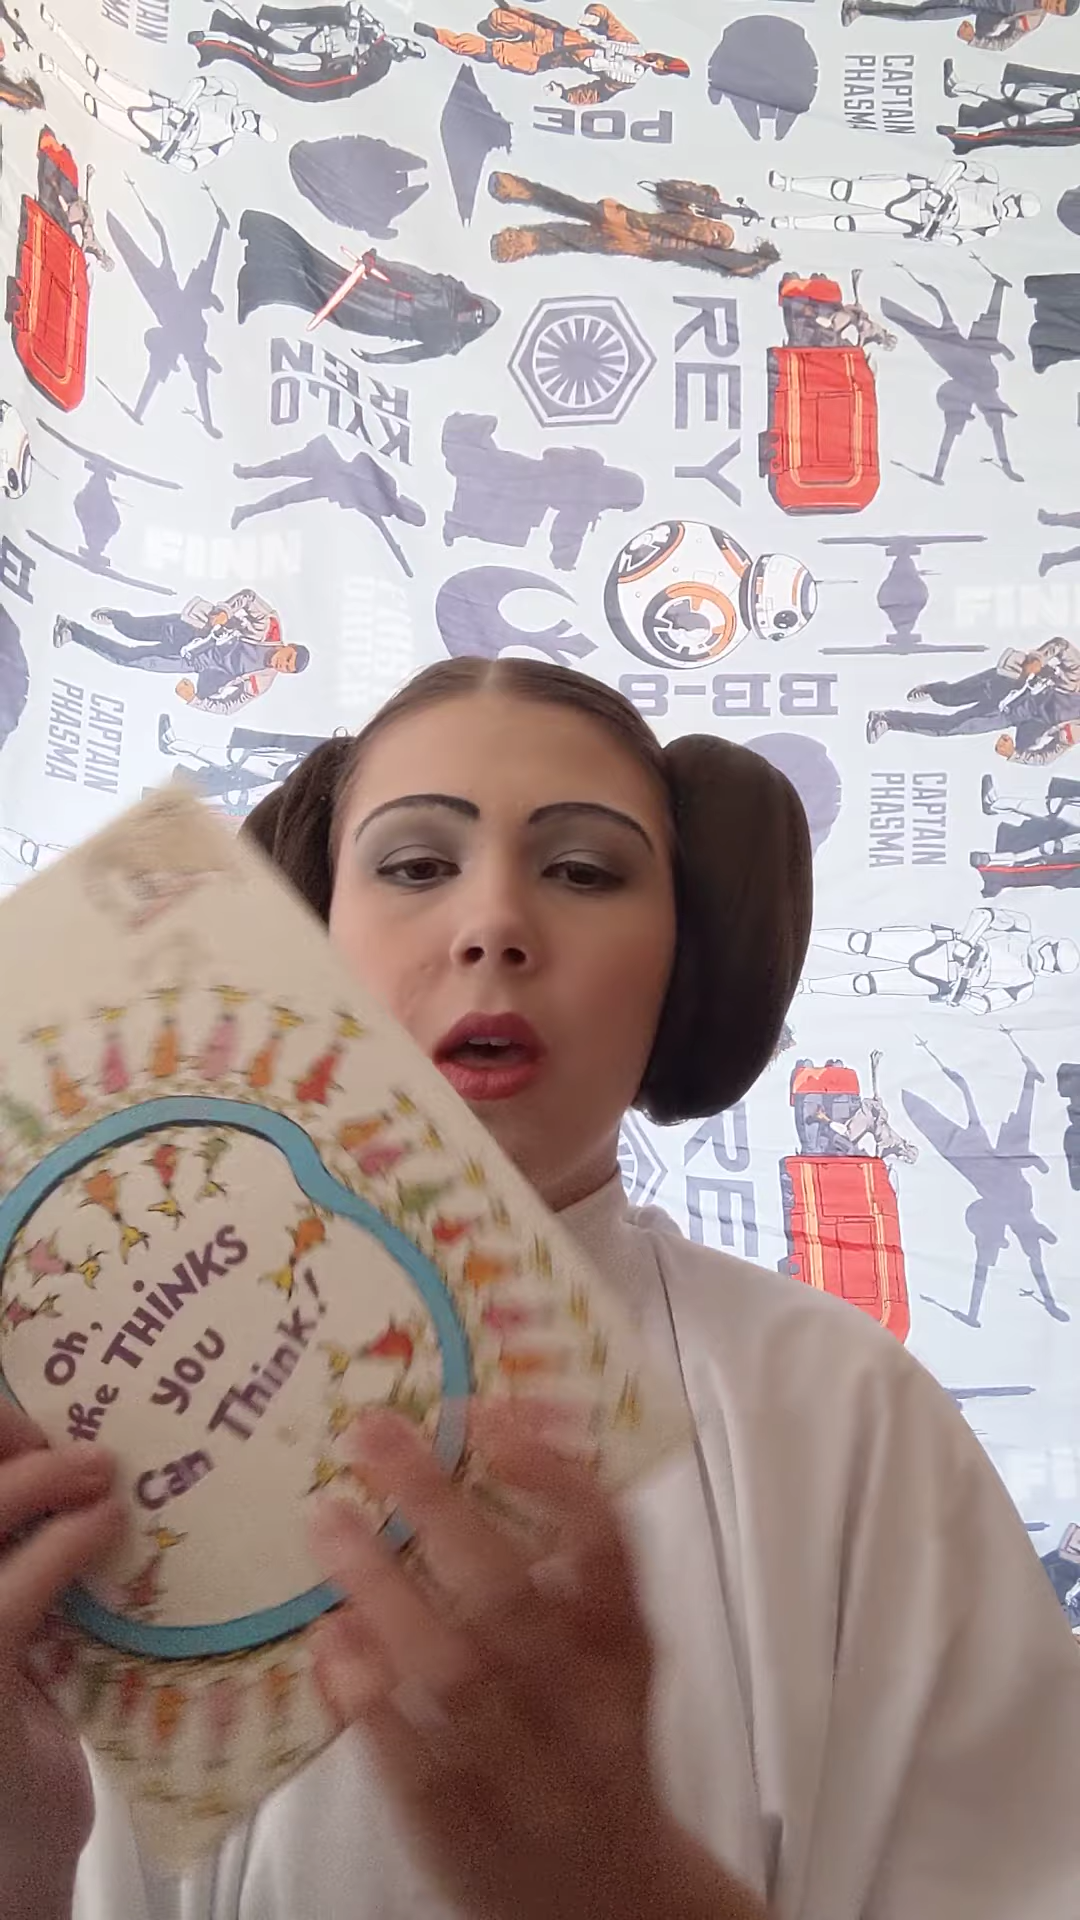 CAPTAIN
PHASMA
POE
REY
KYLO
REN
FINN
BB-8
FINN
CAPTAIN
PHASMA
CAPTAIN
PHASMA
RE
Oh,
the THINKS
you
Can Think!